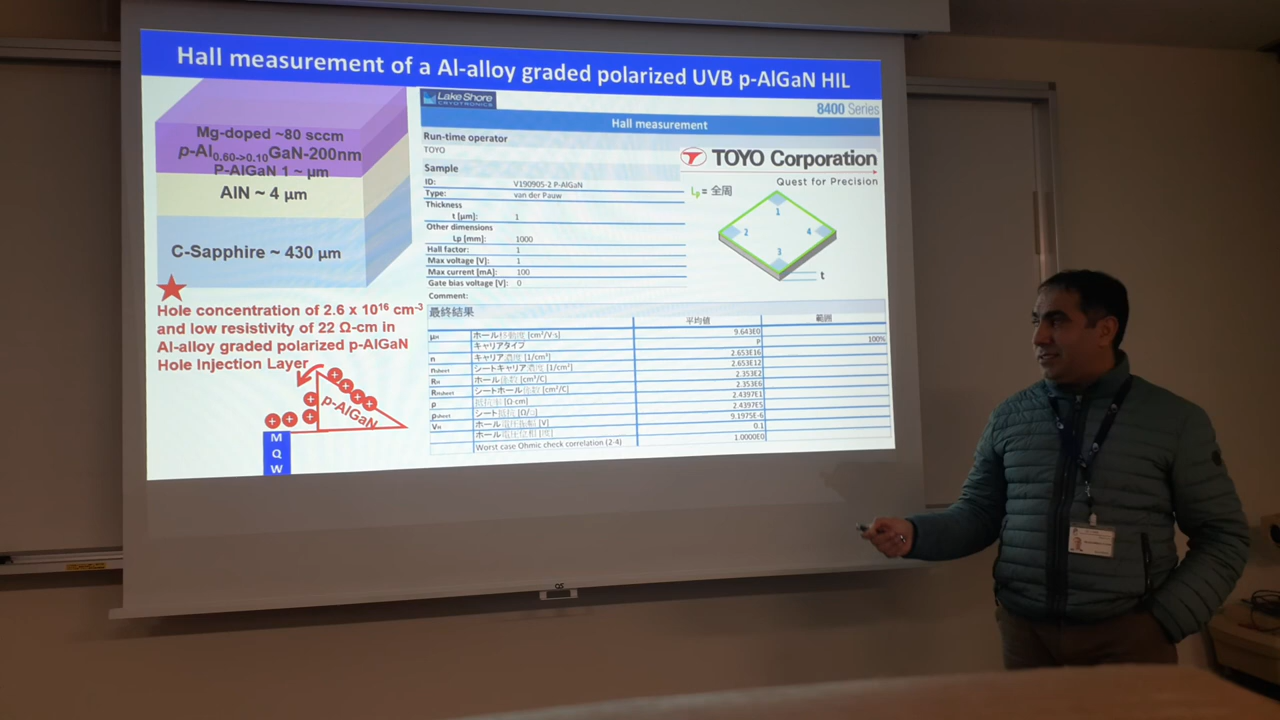 Hall measurement of a Al-alloy graded polarized UVB p-AlGaN HIL
Mg-doped ~80 sccm
p-Al0.60->0.10GaN-200nm
P-AlGaN 1 ~ μm
AlN ~ 4 μm
C-Sapphire ~ 430 μm
Hole concentration of 2.6 x 10¹⁶ cm⁻³
and low resistivity of 22 Ω-cm in
Al-alloy graded polarized p-AlGaN
Hole Injection Layer
p-AlGaN
M
Q
W
Lake Shore
CRYOTRONICS
8400 Series
Hall measurement
Run-time operator
TOYO
TOYO Corporation
Quest for Precision
Sample
ID: V190905-2 P-AlGaN
Type: van der Pauw
Thickness
t [μm]: 1
Other dimensions
Lp [mm]: 1000
Hall factor: 1
Max voltage [V]: 1
Max current [mA]: 100
Gate bias voltage [V]: 0
Comment:
Lp= 全周
1
2
4
3
t
最終結果
平均値 範囲
μH ホール移動度 [cm²/V·s] 9.643E0
キャリアタイプ P 100%
n キャリア濃度 [1/cm³] 2.653E16
nsheet シートキャリア濃度 [1/cm²] 2.653E12
RH ホール係数 [cm³/C] 2.353E2
RHsheet シートホール係数 [cm²/C] 2.353E6
ρ 抵抗率 [Ω·cm] 2.4397E1
ρsheet シート抵抗 [Ω/□] 2.4397E5
VH ホール電圧振幅 [V] 9.1975E-6
ホール電圧位相 [度] 0.1
Worst case Ohmic check correlation (2-4) 1.0000E0
OS